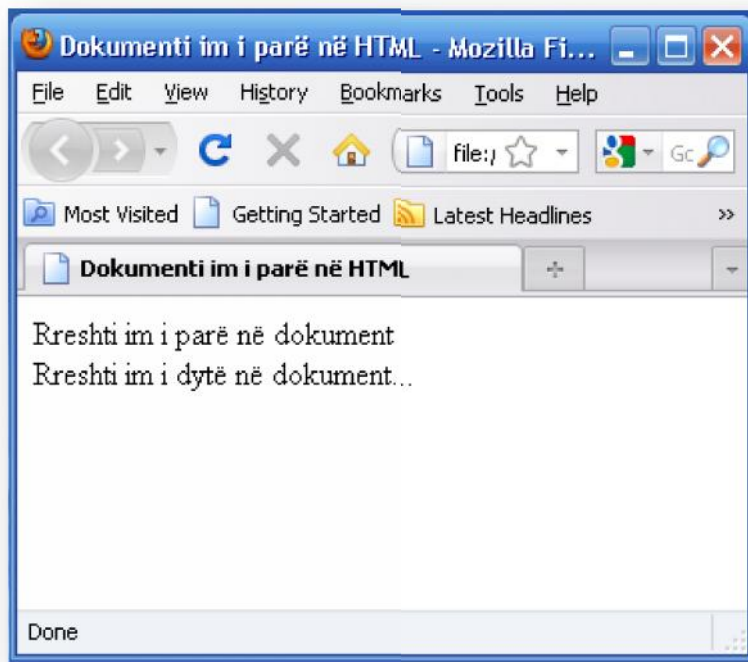 Dokumenti im i parë në HTML - Mozilla Fi...
File Edit View History Bookmarks Tools Help
file:/ Gc
Most Visited Getting Started Latest Headlines »
Dokumenti im i parë në HTML
Rreshti im i parë në dokument
Rreshti im i dytë në dokument...
Done